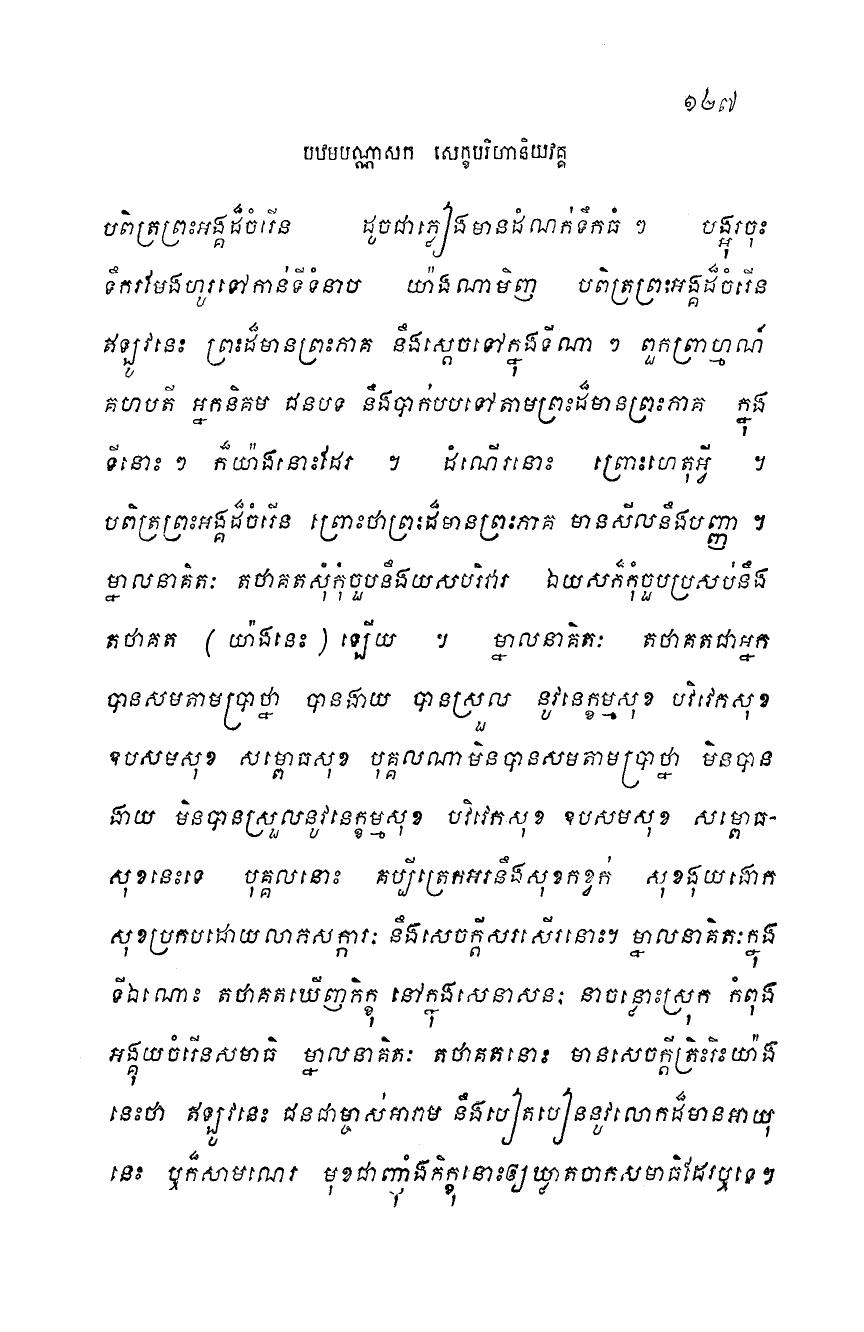 ១២៧
បឋមបណ្ណាសក សេក្ខបរិហានិយវគ្គ
បពិត្រព្រះអង្គដ៏ចំរើន ដូចជាភ្លៀងមានដំណក់ទឹកធំ ៗ បង្អុរចុះ
ទឹករមែងហូរទៅកាន់ទីទំនាប យ៉ាងណាមិញ បពិត្រព្រះអង្គដ៏ចំរើន
ឥឡូវនេះ ព្រះដ៏មានព្រះភាគ នឹងស្តេចទៅក្នុងទីណា ៗ ពួកព្រាហ្មណ៍
គហបតី អ្នកនិគម ជនបទ នឹងបាក់បបទៅតាមព្រះដ៏មានព្រះភាគ ក្នុង
ទីនោះ ៗ ក៏យ៉ាងនោះដែរ ។ ដំណើរនោះ ព្រោះហេតុអ្វី ។
បពិត្រព្រះអង្គដ៏ចំរើន ព្រោះថាព្រះដ៏មានព្រះភាគ មានសីលនឹងបញ្ញា ។
ម្នាលនាគិតៈ តថាគតសុំកុំចួបនឹងយសបរិវារ ឯយសក៏កុំចួបប្រសប់នឹង
តថាគត ( យ៉ាងនេះ ) ឡើយ ។ ម្នាលនាគិតៈ តថាគតជាអ្នក
បានសមតាមប្រាថ្នា បានងាយ បានស្រួល នូវនេក្ខម្មសុខ បវិវេកសុខ
ឧបសមសុខ សម្ពោធសុខ បុគ្គលណាមិនបានសមតាមប្រាថ្នា មិនបាន
ងាយ មិនបានស្រួលនូវនេក្ខម្មសុខ បវិវេកសុខ ឧបសមសុខ សម្ពោធ-
សុខនេះទេ បុគ្គលនោះ គប្បីត្រេកអរនឹងសុខកខ្វក់ សុខងុយងោក
សុខប្រកបដោយលាភសក្ការៈ នឹងសេចក្តីសរសើរនោះ។ ម្នាលនាគិតៈក្នុង
ទីឯណោះ តថាគតឃើញភិក្ខុ នៅក្នុងសេនាសនៈ នាចន្លោះស្រុក កំពុង
អង្គុយចំរើនសមាធិ ម្នាលនាគិតៈ តថាគតនោះ មានសេចក្តីត្រិះរិះយ៉ាង
នេះថា ឥឡូវនេះ ជនជាម្ចាស់អារាម នឹងបៀតបៀននូវលោកដ៏មានអាយុ
នេះ ឬក៏សាមណេរ មុខជាញ៉ាំងភិក្ខុនោះឲ្យឃ្លាតចាកសមាធិដែរឬទេ។